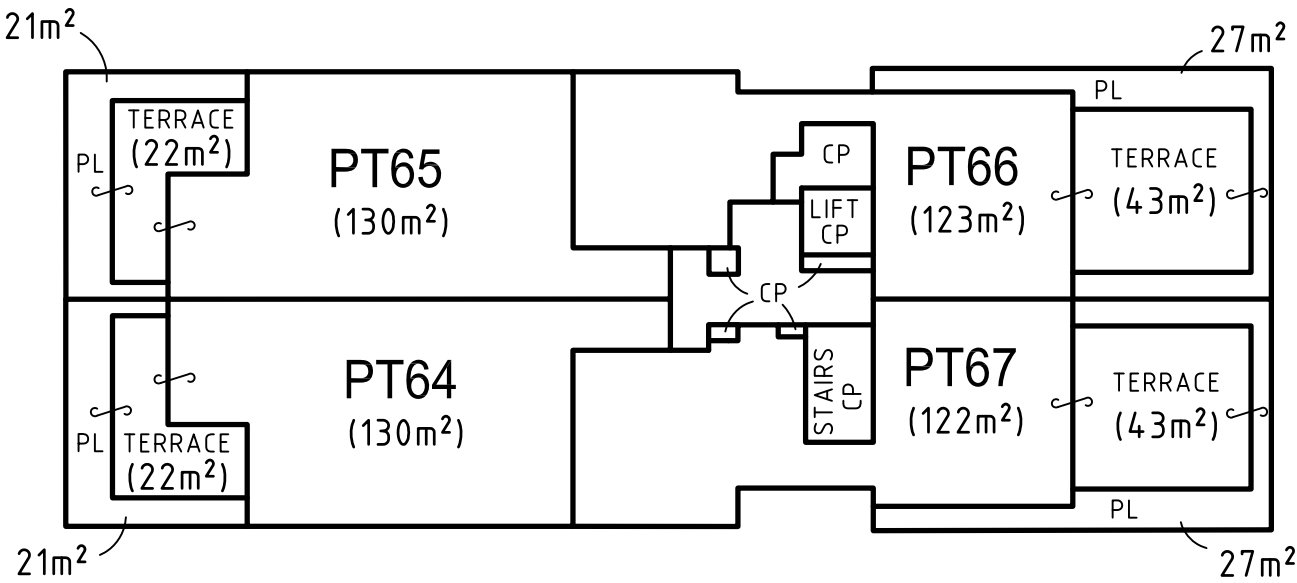 21m²
27m²
PL
TERRACE
(22m²)
PL
PT65
(130m²)
CP
LIFT
CP
PT66
(123m²)
TERRACE
(43m²)
CP
PT64
(130m²)
STAIRS
CP
PT67
(122m²)
TERRACE
(43m²)
PL
TERRACE
(22m²)
PL
21m²
27m²